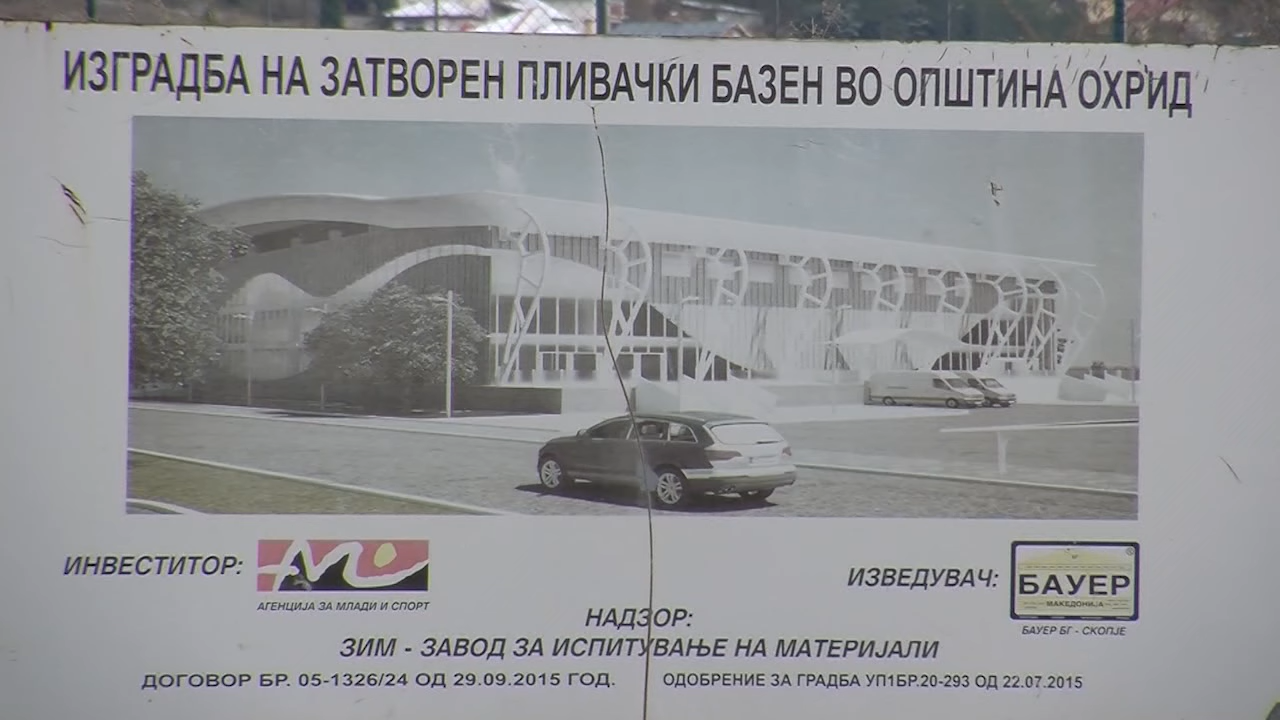 ИЗГРАДБА НА ЗАТВОРЕН ПЛИВАЧКИ БАЗЕН ВО ОПШТИНА ОХРИД
ИНВЕСТИТОР:
АГЕНЦИЈА ЗА МЛАДИ И СПОРТ
ИЗВЕДУВАЧ:
БАУЕР
МАКЕДОНИЈА
БАУЕР БГ - СКОПЈЕ
НАДЗОР:
ЗИМ - ЗАВОД ЗА ИСПИТУВАЊЕ НА МАТЕРИЈАЛИ
ДОГОВОР БР. 05-1326/24 ОД 29.09.2015 ГОД.
ОДОБРЕНИЕ ЗА ГРАДБА УП1БР.20-293 ОД 22.07.2015